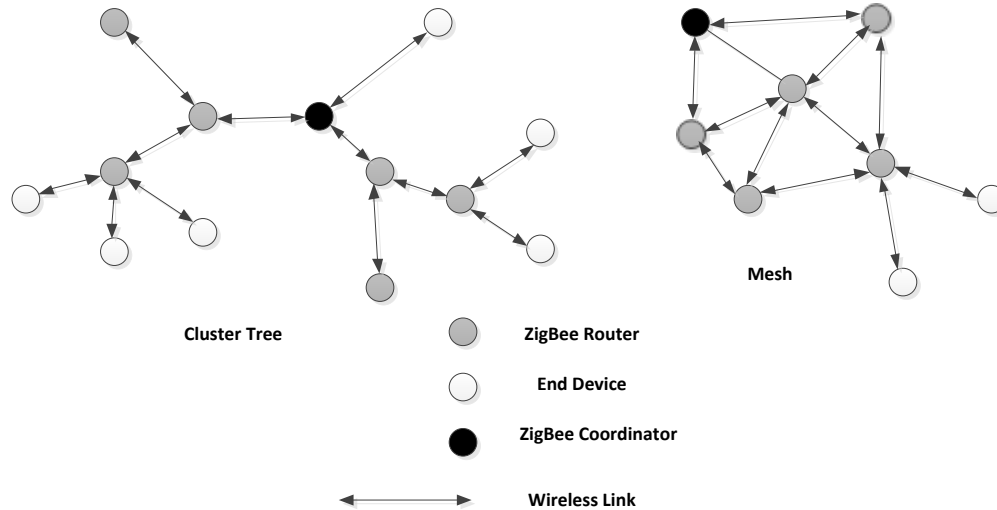 Mesh
Cluster Tree
ZigBee Router
End Device
ZigBee Coordinator
Wireless Link